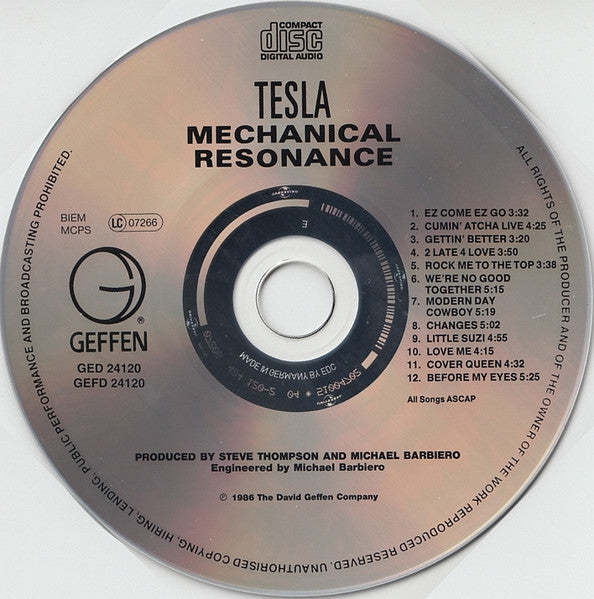 COMPACT
disc
DIGITAL AUDIO
TESLA
MECHANICAL
RESONANCE
BIEM
MCPS
LC 07266
G
GEFFEN®
GED 24120
GEFD 24120
1. EZ COME EZ GO 3:32
2. CUMIN' ATCHA LIVE 4:25
3. GETTIN' BETTER 3:20
4. 2 LATE 4 LOVE 3:50
5. ROCK ME TO THE TOP 3:38
6. WE'RE NO GOOD
TOGETHER 5:15
7. MODERN DAY
COWBOY 5:19
8. CHANGES 5:02
9. LITTLE SUZI 4:55
10. LOVE ME 4:15
11. COVER QUEEN 4:32
12. BEFORE MY EYES 5:25
All Songs ASCAP
MADE IN GERMANY BY EDC
PRODUCED BY STEVE THOMPSON AND MICHAEL BARBIERO
Engineered by Michael Barbiero
℗ 1986 The David Geffen Company
ALL RIGHTS OF THE PRODUCER AND OF THE OWNER OF THE WORK REPRODUCED RESERVED. UNAUTHORISED COPYING, HIRING, LENDING, PUBLIC PERFORMANCE AND BROADCASTING PROHIBITED.